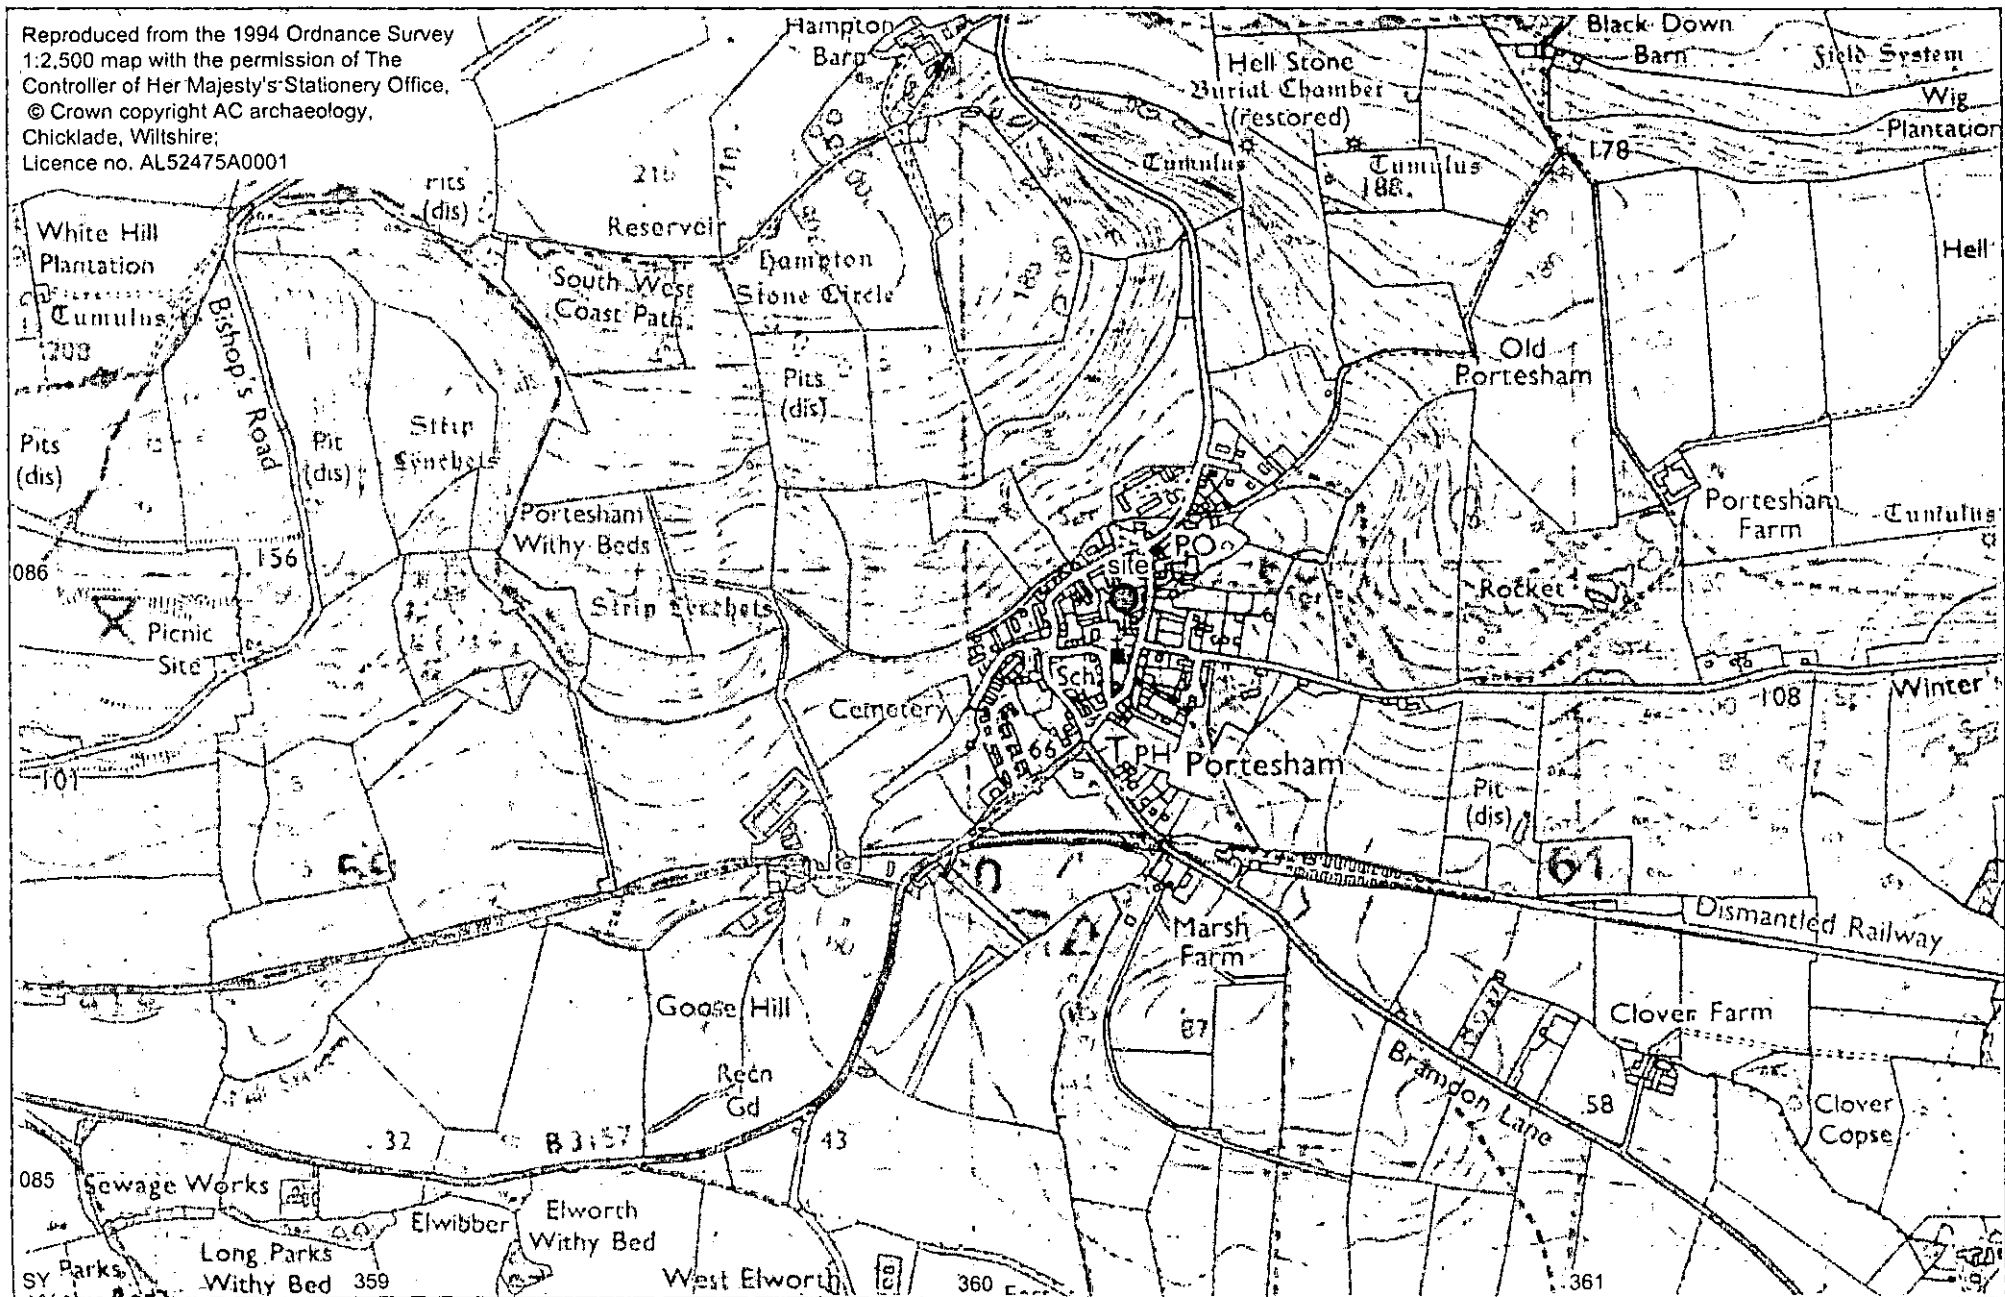 Reproduced from the 1994 Ordnance Survey
1:2,500 map with the permission of The
Controller of Her Majesty's Stationery Office,
© Crown copyright AC archaeology,
Chicklade, Wiltshire;
Licence no. AL52475A0001
Hampton
Barn
Black Down
Barn
Field System
Hell Stone
Burial Chamber
(restored)
Wig
Plantation
178
Tumulus
Tumulus
188
Pits
(dis)
Reservoir
White Hill
Plantation
Tumulus
208
Bishop's Road
South West
Coast Path
Hampton
Stone Circle
Hell
185
Old
Portesham
Pits
(dis)
Pits
(dis)
Pit
(dis)
Strip
Lynchets
Portesham
Withy Beds
Portesham
Farm
Tumulus
PO
site
156
086
Strip Lynchets
Rocket
Picnic
Site
Sch
Cemetery
108
Winter
66
T
PH
Portesham
101
Pit
(dis)
61
Dismantled Railway
Marsh
Farm
Goose Hill
87
Clover Farm
Bramdon Lane
Recn
Gd
58
Clover
Copse
32
B 3157
43
085
Sewage Works
Elwibber
Elworth
Withy Bed
Long Parks
Withy Bed
West Elworth
Parks
SY
359
360
361